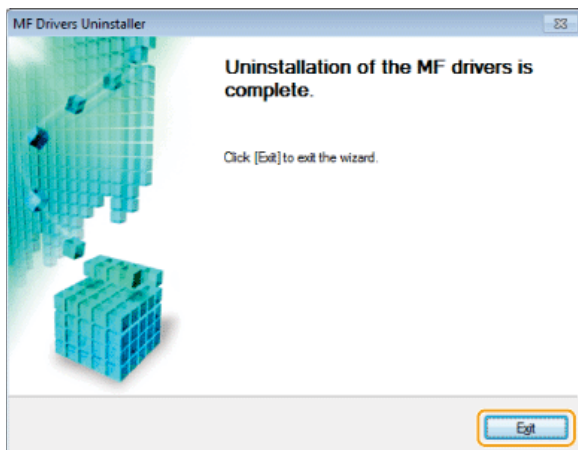 MF Drivers Uninstaller
Uninstallation of the MF drivers is
complete.
Click [Exit] to exit the wizard.
Exit